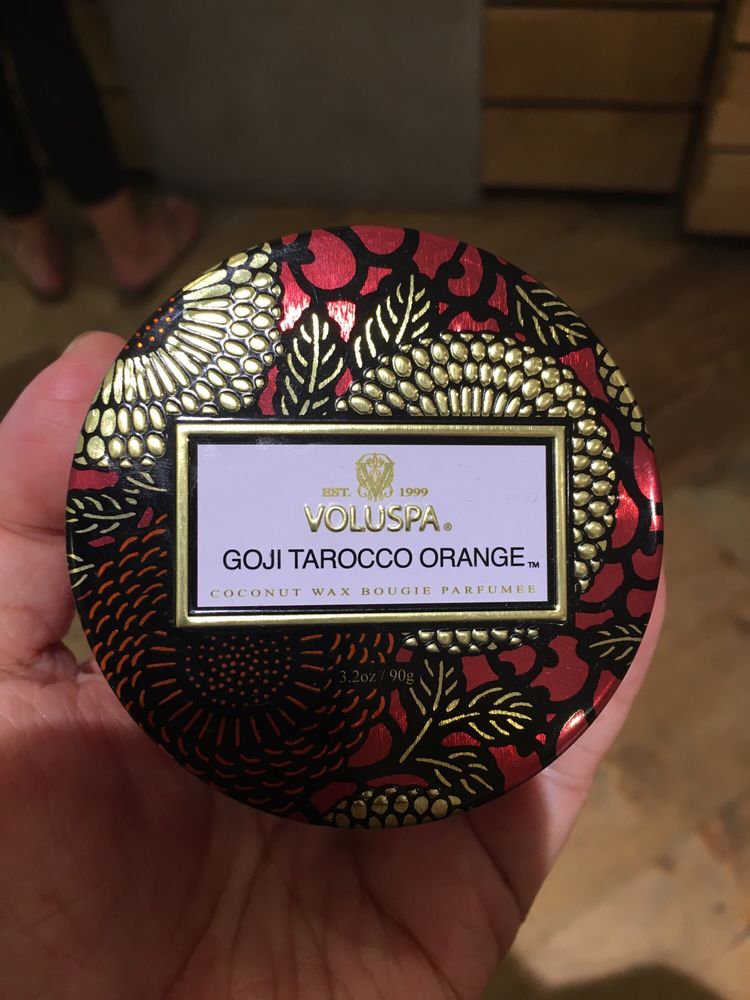 EST. 1999
VOLUSPA®
GOJI TAROCCO ORANGE™
COCONUT WAX BOUGIE PARFUMEE
3.2oz / 90g